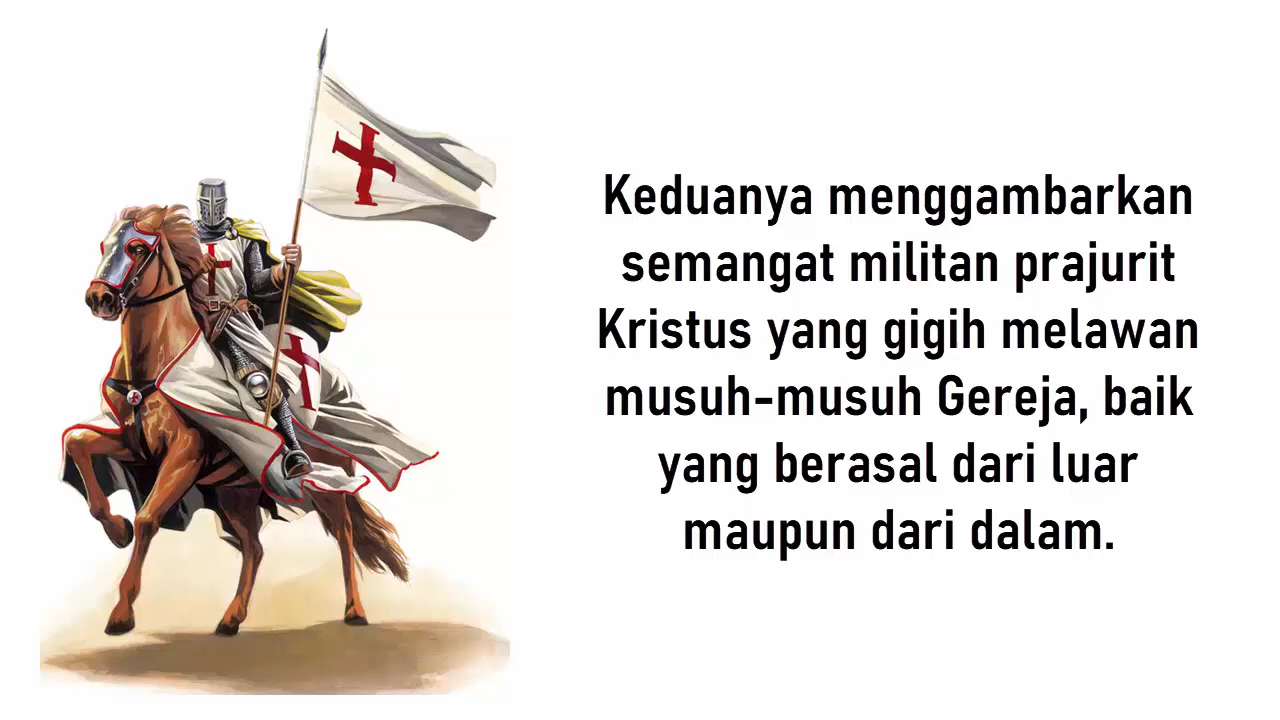 Keduanya menggambarkan
semangat militan prajurit
Kristus yang gigih melawan
musuh-musuh Gereja, baik
yang berasal dari luar
maupun dari dalam.